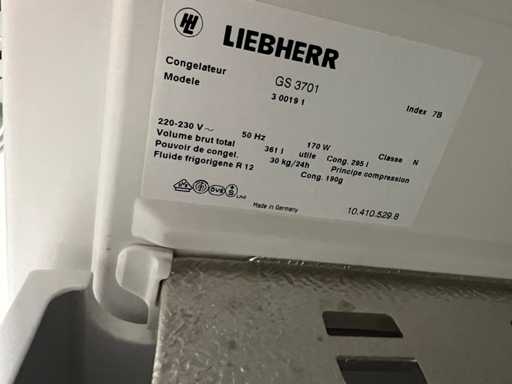 LIEBHERR
Congelateur GS 3701
Modele 3 0019 I Index 7B
220-230 V ~ 50 Hz 170 W Classe N
Volume brut total 361 l utile Cong. 295 l
Pouvoir de congel. 30 kg/24h Principe compression
Fluide frigorigene R 12 Cong. 190g
DVE
Made in Germany 10.410.529.8